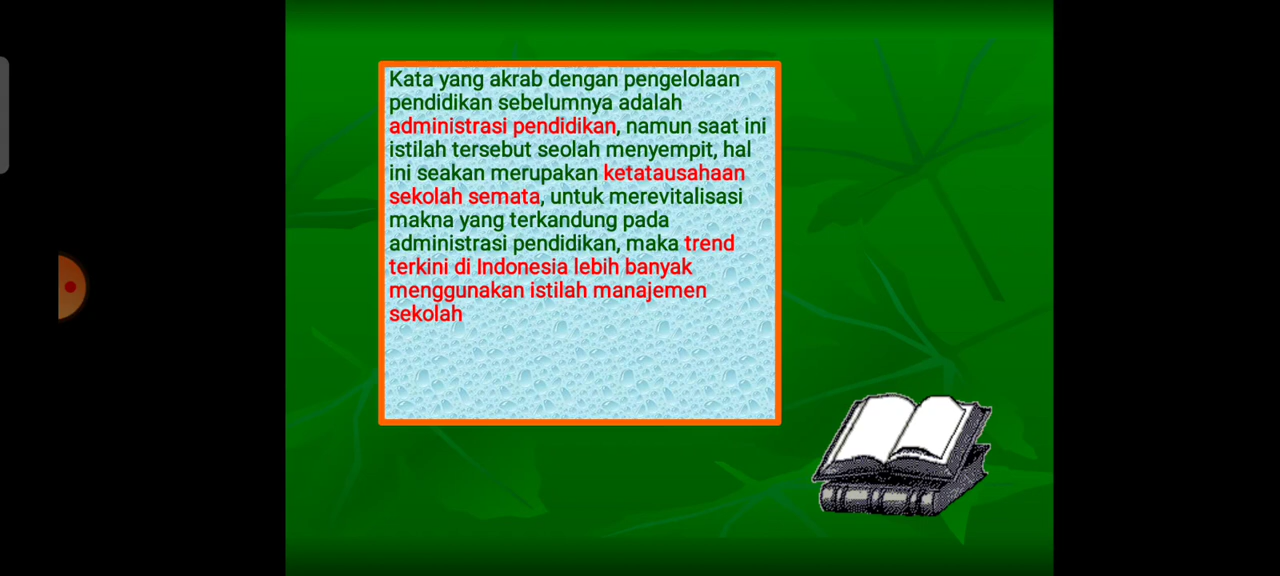 Kata yang akrab dengan pengelolaan
pendidikan sebelumnya adalah
administrasi pendidikan, namun saat ini
istilah tersebut seolah menyempit, hal
ini seakan merupakan ketatausahaan
sekolah semata, untuk merevitalisasi
makna yang terkandung pada
administrasi pendidikan, maka trend
terkini di Indonesia lebih banyak
menggunakan istilah manajemen
sekolah